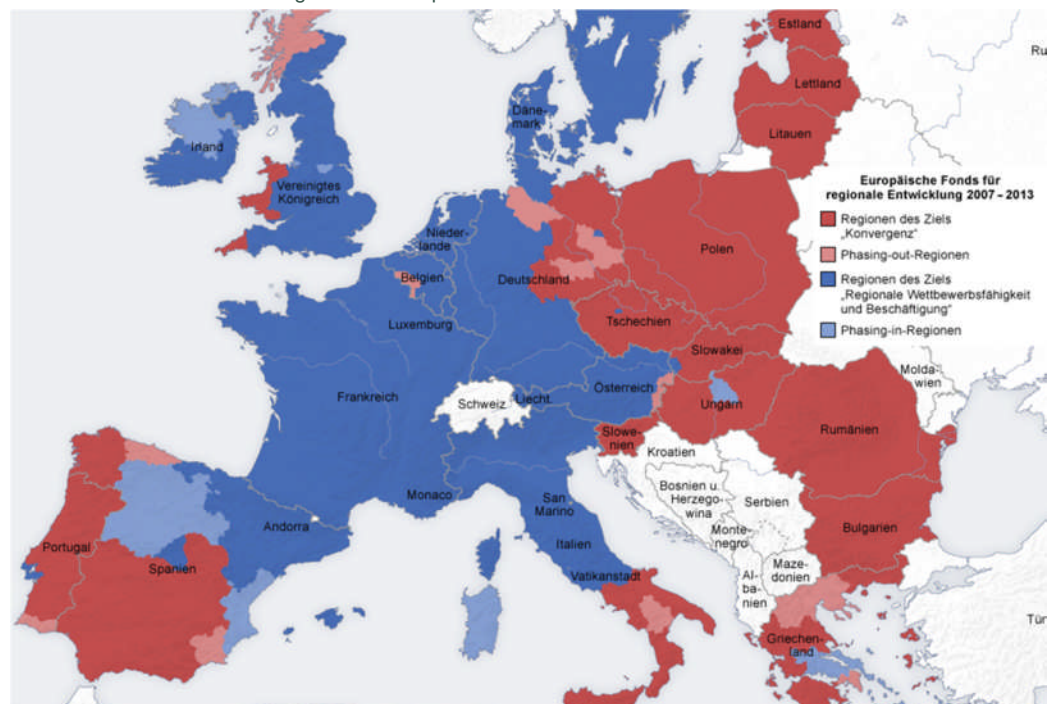 Estland
Ru
Lettland
Däne-
mark
Litauen
Irland
Vereinigtes
Königreich
Europäische Fonds für
regionale Entwicklung 2007 - 2013
Regionen des Ziels
„Konvergenz“
Phasing-out-Regionen
Regionen des Ziels
„Regionale Wettbewerbsfähigkeit
und Beschäftigung“
Phasing-in-Regionen
Nieder-
lande
Polen
Belgien
Deutschland
Luxemburg
Tschechien
Slowakei
Molda-
wien
Frankreich
Schweiz
Liecht.
Österreich
Ungarn
Slowe-
nien
Rumänien
Kroatien
Bosnien u.
Herzego-
wina
Serbien
Monaco
San
Marino
Andorra
Monte-
negro
Bulgarien
Portugal
Spanien
Italien
Vatikanstadt
Al-
ba-
nien
Maze-
donien
Tür
Griechen-
land